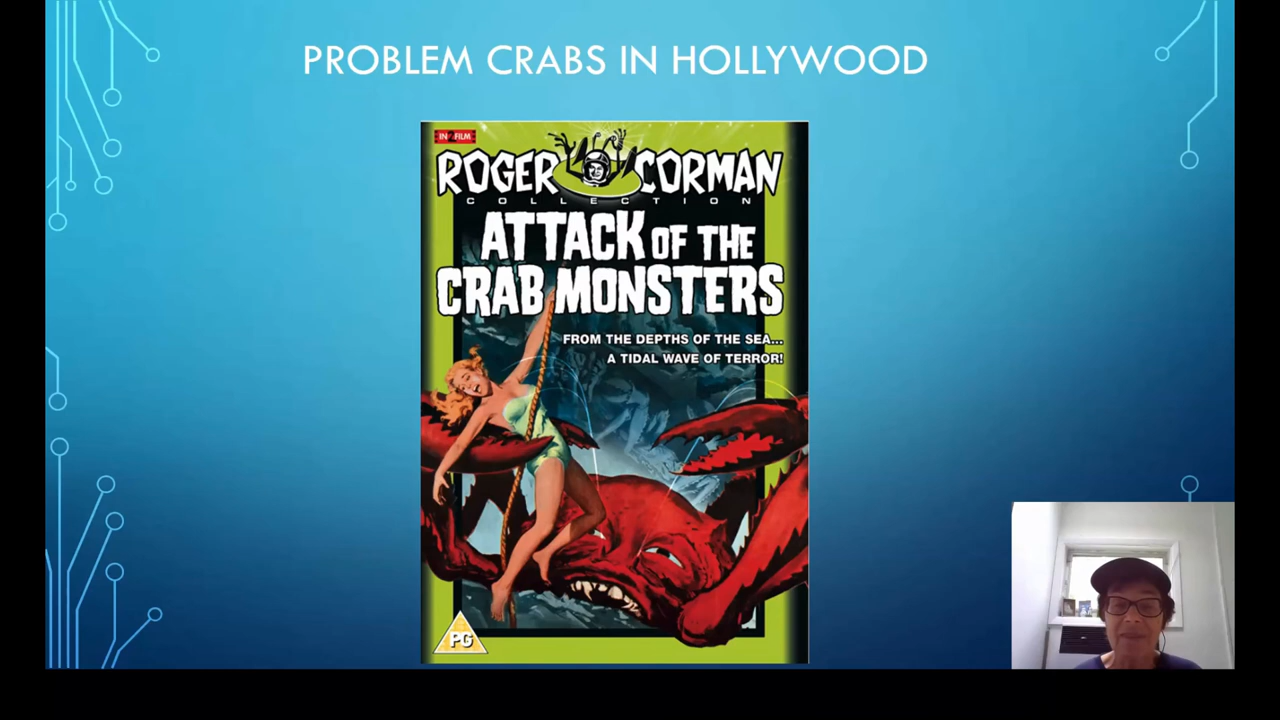 PROBLEM CRABS IN HOLLYWOOD
IN2FILM
ROGER CORMAN
COLLECTION
ATTACK OF THE
CRAB MONSTERS
FROM THE DEPTHS OF THE SEA...
A TIDAL WAVE OF TERROR!
PG